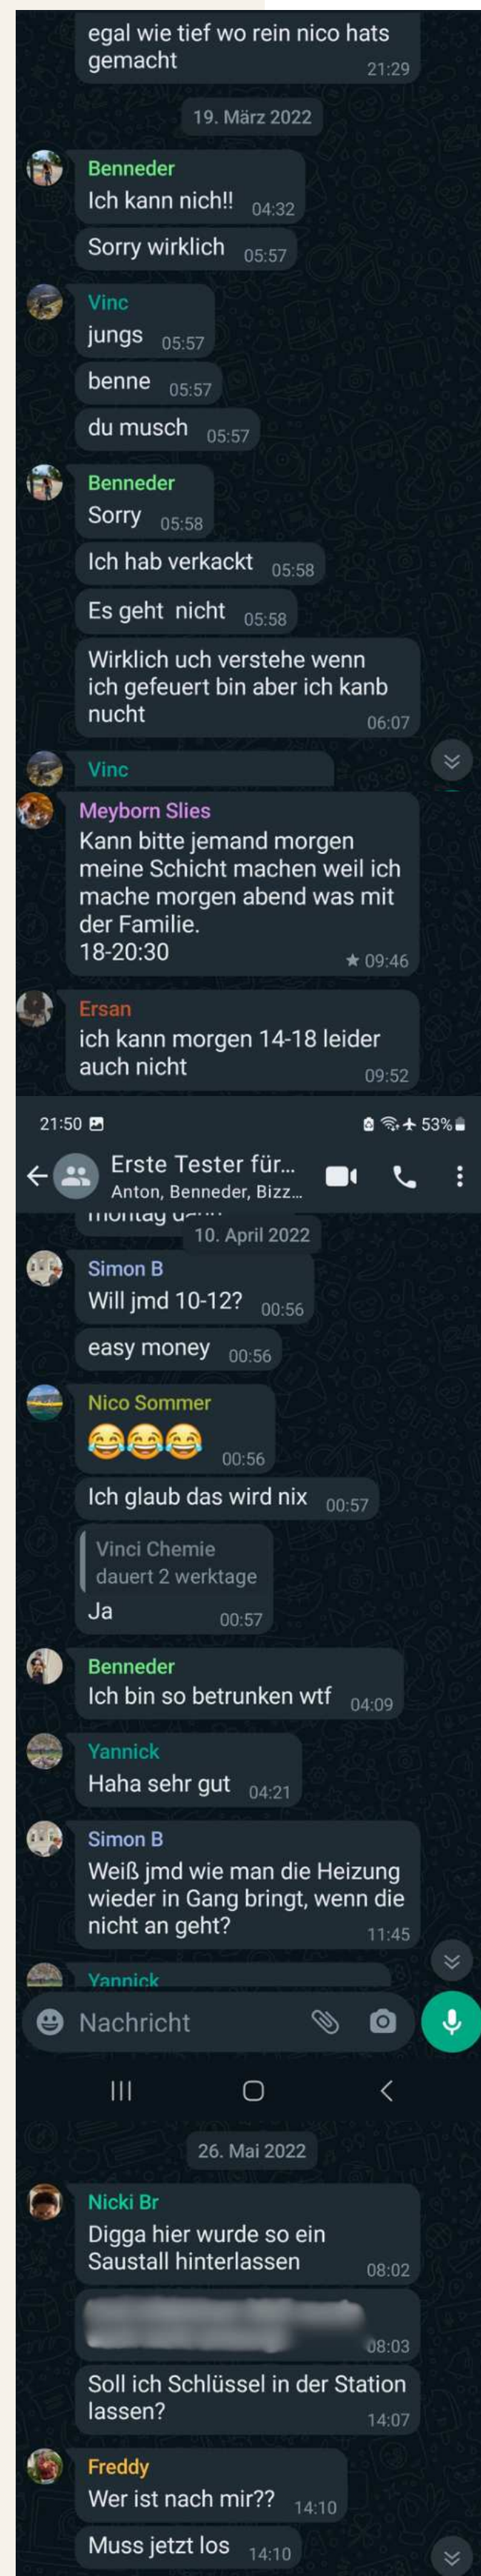 egal wie tief wo rein nico hats
gemacht
21:29
19. März 2022
Benneder
Ich kann nich!! 04:32
Sorry wirklich 05:57
Vinc
jungs 05:57
benne 05:57
du musch 05:57
Benneder
Sorry 05:58
Ich hab verkackt 05:58
Es geht nicht 05:58
Wirklich uch verstehe wenn
ich gefeuert bin aber ich kanb
nucht 06:07
Vinc
Meyborn Slies
Kann bitte jemand morgen
meine Schicht machen weil ich
mache morgen abend was mit
der Familie.
18-20:30 ★ 09:46
Ersan
ich kann morgen 14-18 leider
auch nicht 09:52
21:50 53%
Erste Tester für...
Anton, Benneder, Bizz...
montag
10. April 2022
Simon B
Will jmd 10-12? 00:56
easy money 00:56
Nico Sommer
😂😂😂 00:56
Ich glaub das wird nix 00:57
Vinci Chemie
dauert 2 werktage
Ja 00:57
Benneder
Ich bin so betrunken wtf 04:09
Yannick
Haha sehr gut 04:21
Simon B
Weiß jmd wie man die Heizung
wieder in Gang bringt, wenn die
nicht an geht? 11:45
Yannick
Nachricht
26. Mai 2022
Nicki Br
Digga hier wurde so ein
Saustall hinterlassen 08:02
08:03
Soll ich Schlüssel in der Station
lassen? 14:07
Freddy
Wer ist nach mir?? 14:10
Muss jetzt los 14:10